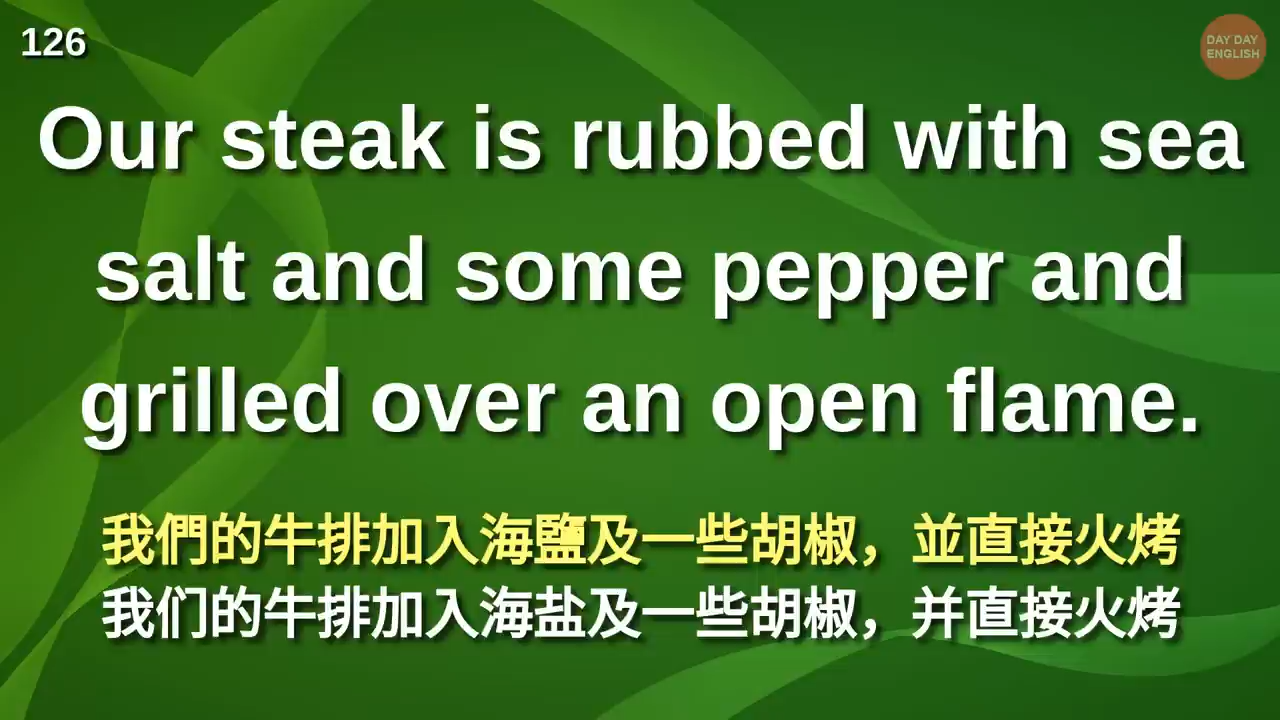 126
DAY DAY
ENGLISH
Our steak is rubbed with sea
salt and some pepper and
grilled over an open flame.
我們的牛排加入海鹽及一些胡椒，並直接火烤
我们的牛排加入海盐及一些胡椒，并直接火烤